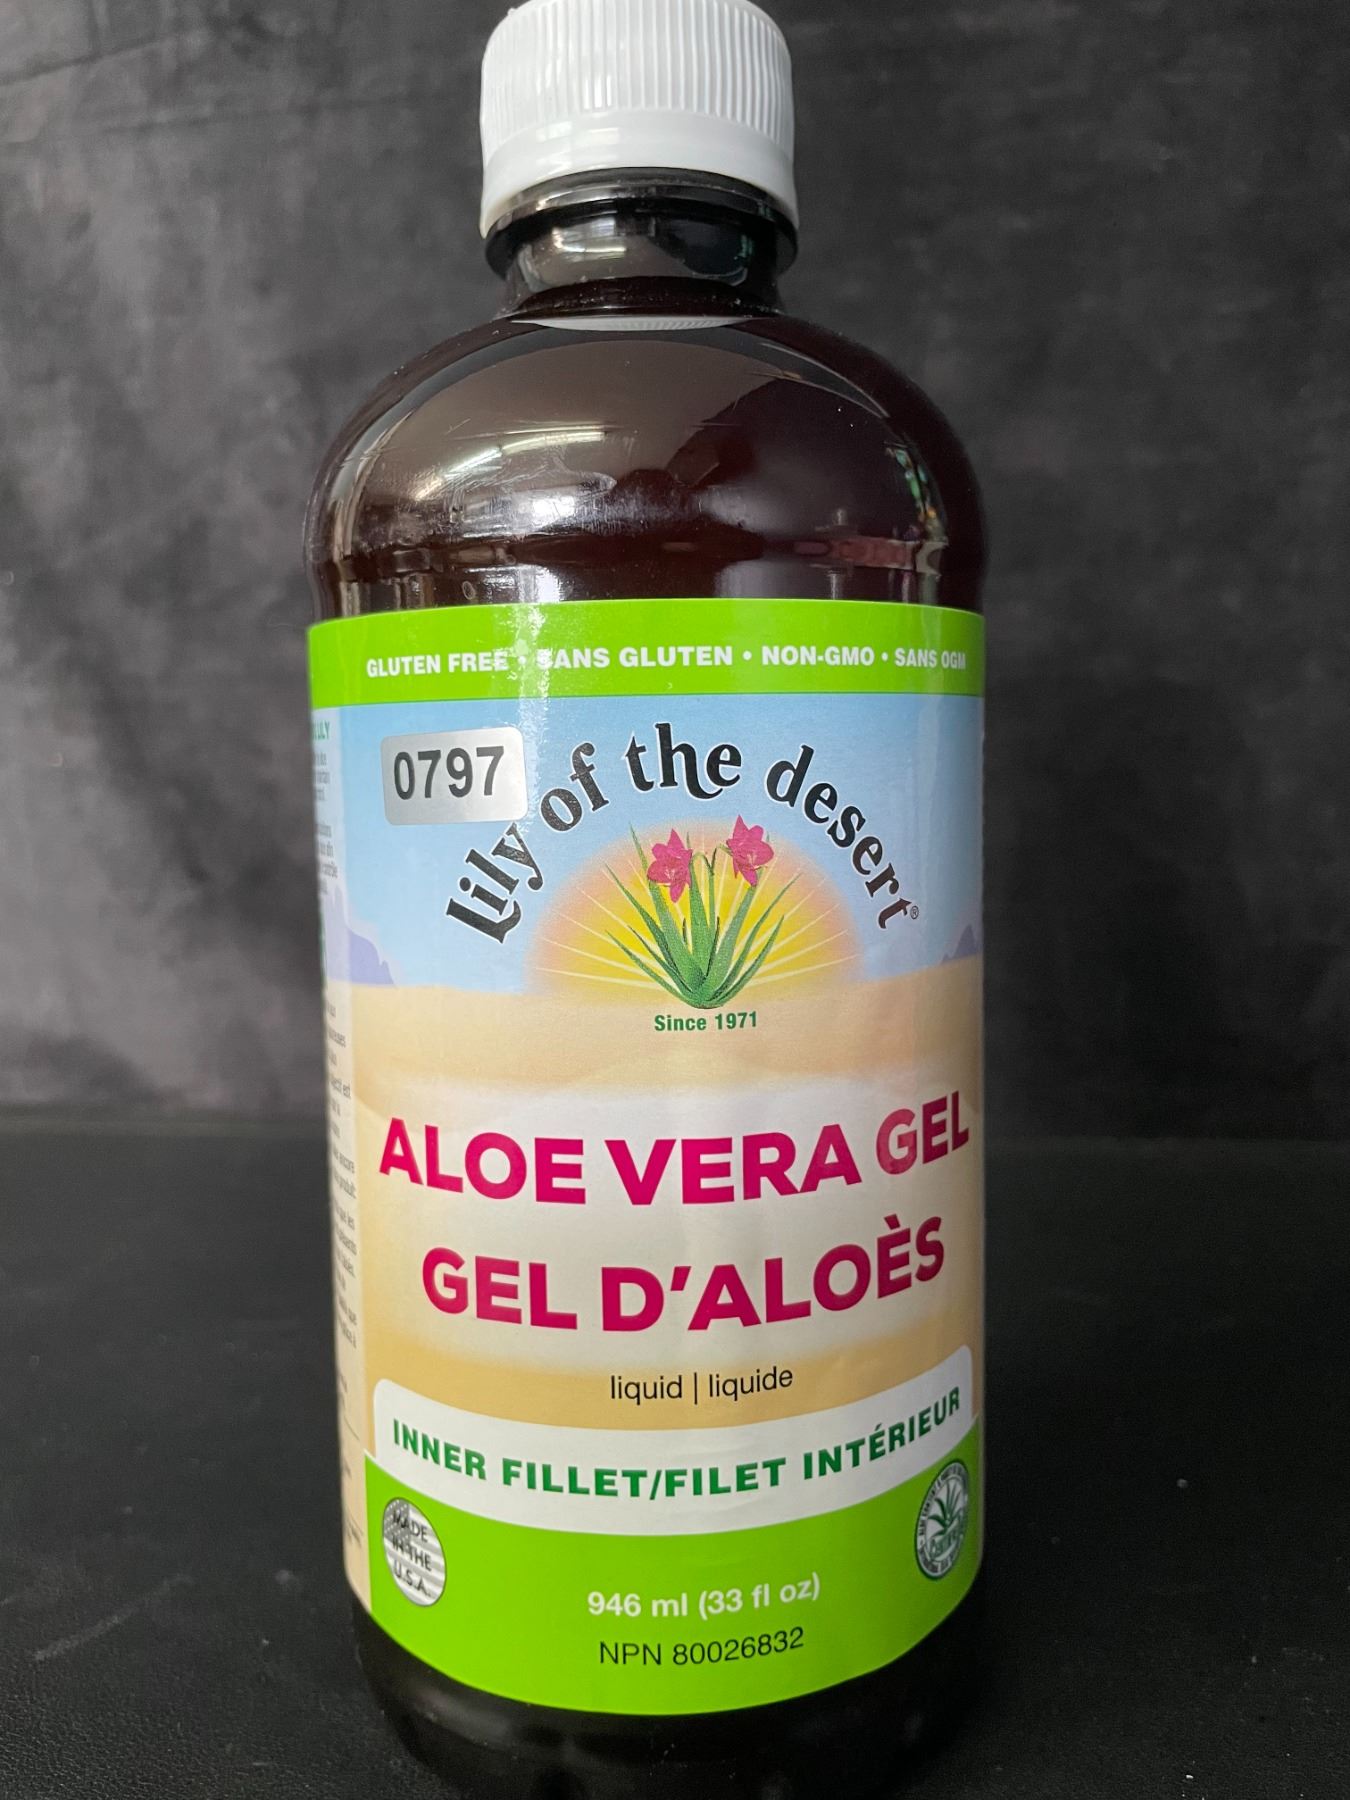 GLUTEN FREE • SANS GLUTEN • NON-GMO • SANS OGM
0797
Lily of the desert®
Since 1971
ALOE VERA GEL
GEL D'ALOÈS
liquid | liquide
INNER FILLET/FILET INTÉRIEUR
MADE
IN THE
U.S.A.
946 ml (33 fl oz)
NPN 80026832